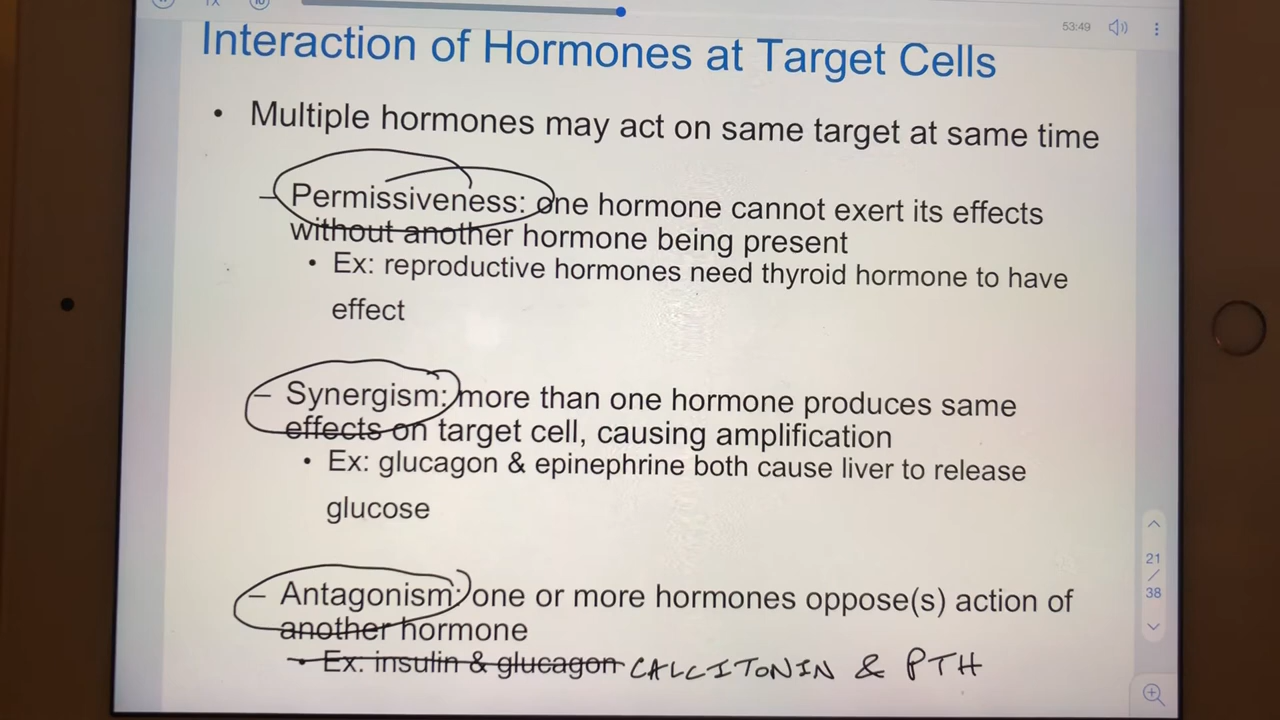 1x
10
53:49
Interaction of Hormones at Target Cells
• Multiple hormones may act on same target at same time
– Permissiveness: one hormone cannot exert its effects
without another hormone being present
• Ex: reproductive hormones need thyroid hormone to have
effect
– Synergism: more than one hormone produces same
effects on target cell, causing amplification
• Ex: glucagon & epinephrine both cause liver to release
glucose
– Antagonism: one or more hormones oppose(s) action of
another hormone
• Ex: insulin & glucagon CALCITONIN & PTH
21
/
38